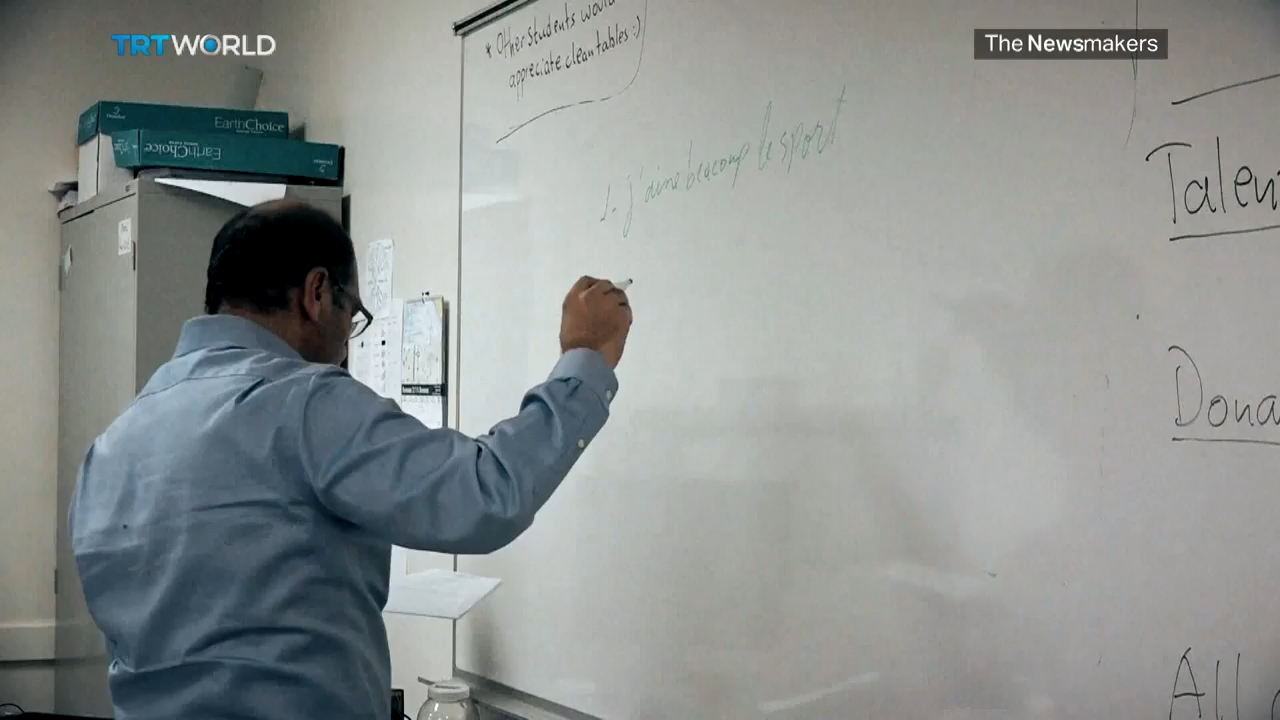 TRT WORLD
The Newsmakers
* Other students would
appreciate clean tables :)
1. j'aime beacoup le sport
EarthChoice
EarthChoice
Talen
Dona
All